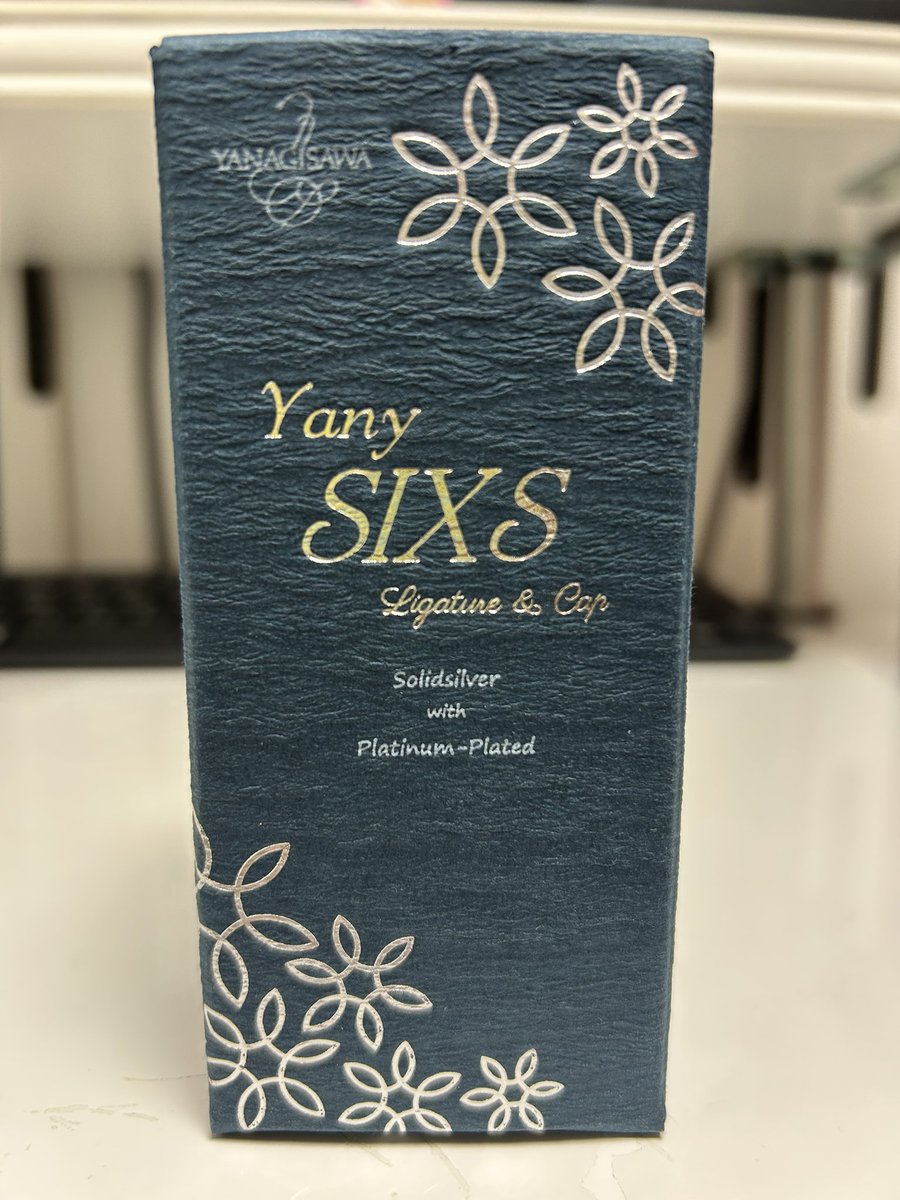 YANAGISAWA
Yany
SIXS
Ligature & Cap
Solidsilver
with
Platinum-Plated